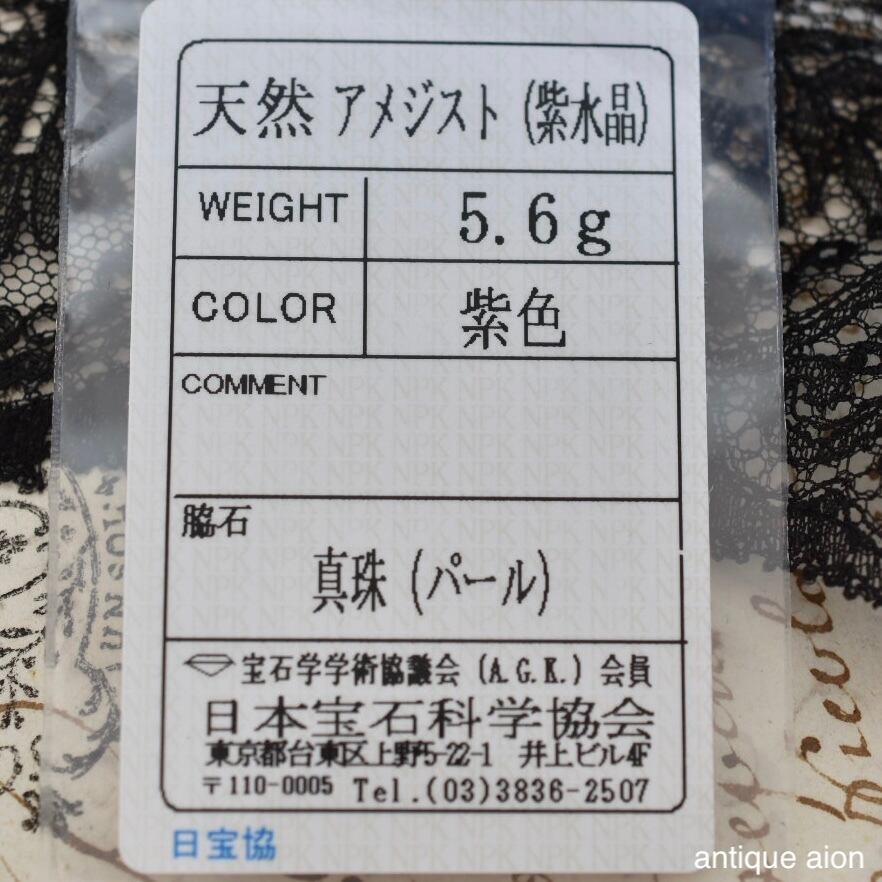 天然 アメジスト (紫水晶)
WEIGHT 5.6g
COLOR 紫色
COMMENT
脇石
真珠 (パール)
宝石学学術協議会 (A.G.K.) 会員
日本宝石科学協会
東京都台東区上野5-22-1 井上ビル4F
〒110-0005 Tel.(03)3836-2507
日宝協
antique aion